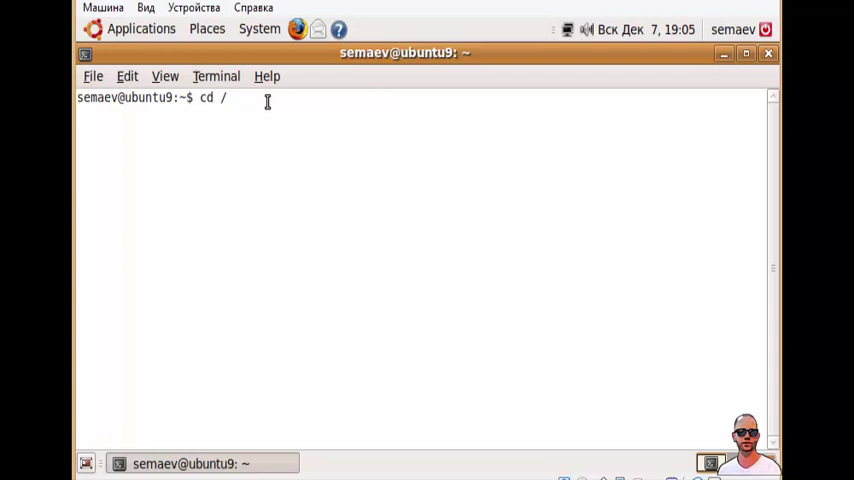 Машина Вид Устройства Справка
Applications Places System Вск Дек 7, 19:05 semaev
semaev@ubuntu9: ~
File Edit View Terminal Help
semaev@ubuntu9:~$ cd /
semaev@ubuntu9: ~